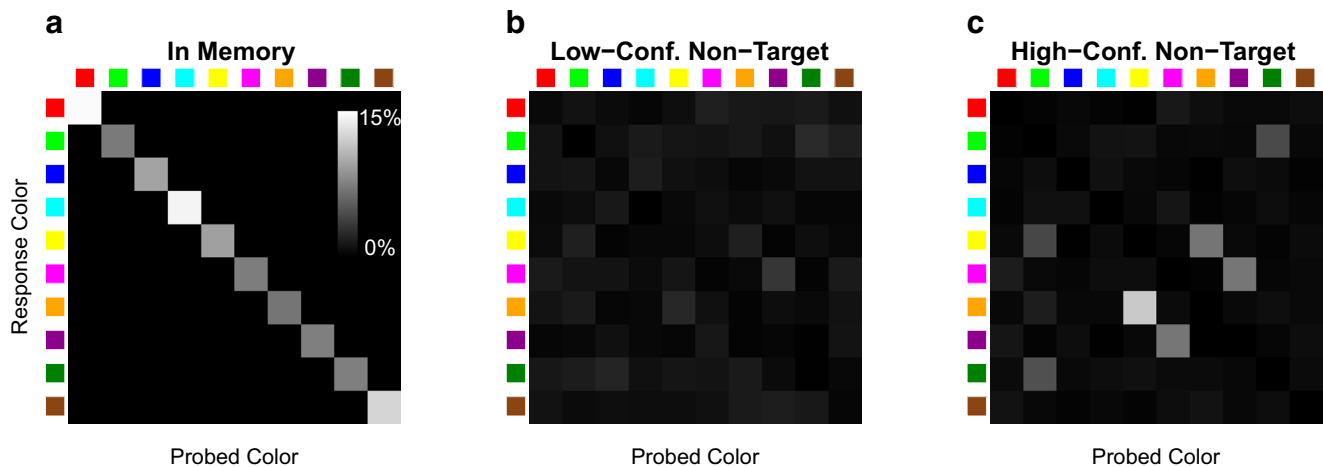 a
In Memory
15%
0%
Response Color
Probed Color
b
Low−Conf. Non−Target
Probed Color
c
High−Conf. Non−Target
Probed Color